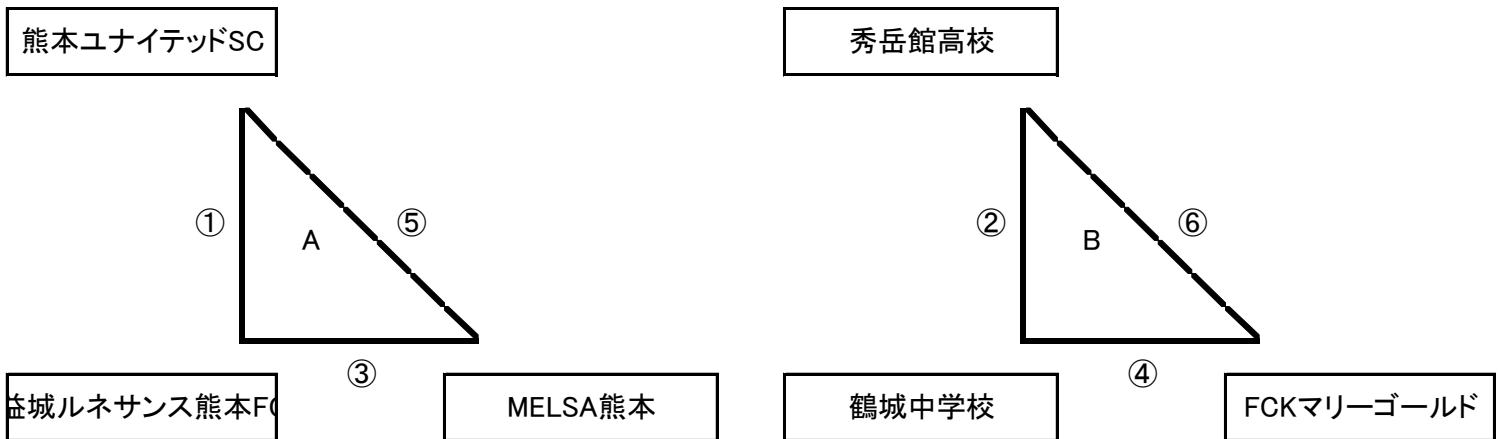 熊本ユナイテッドSC
秀岳館高校
①
A
⑤
②
B
⑥
③
④
益城ルネサンス熊本FC
MELSA熊本
鶴城中学校
FCKマリーゴールド